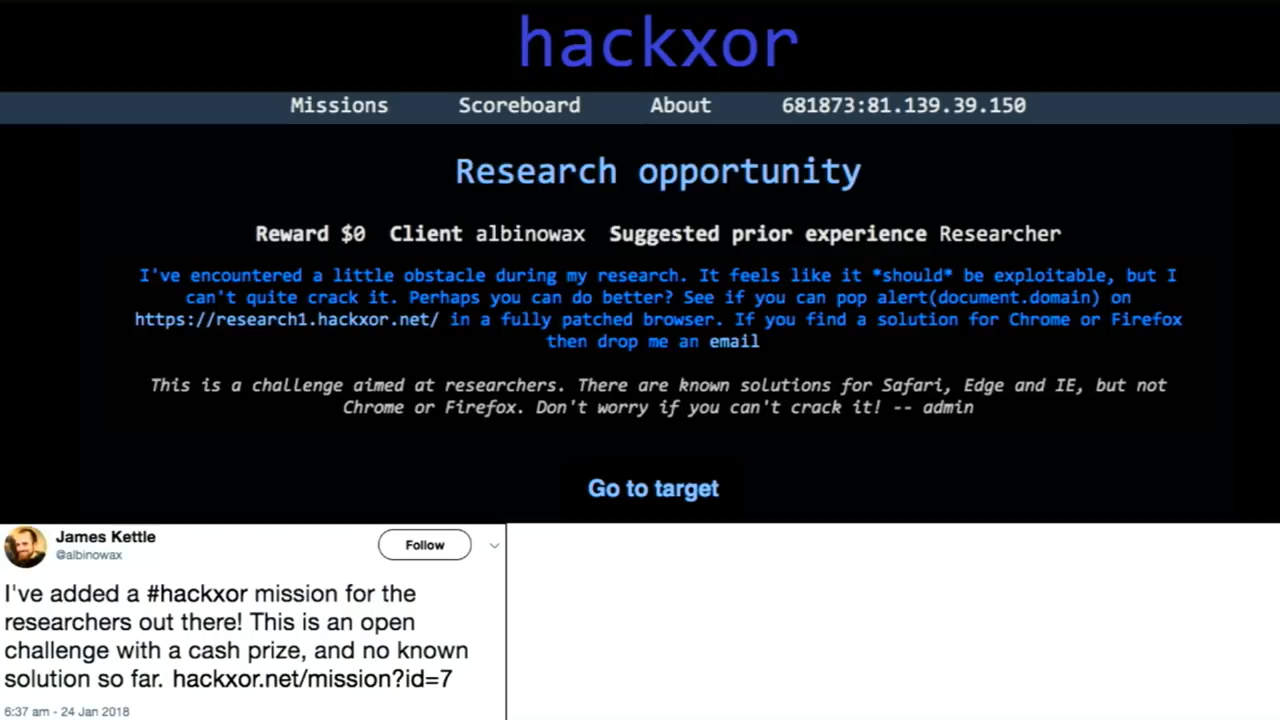 hackxor
Missions Scoreboard About 681873:81.139.39.150
Research opportunity
Reward $0 Client albinowax Suggested prior experience Researcher
I've encountered a little obstacle during my research. It feels like it *should* be exploitable, but I
can't quite crack it. Perhaps you can do better? See if you can pop alert(document.domain) on
https://research1.hackxor.net/ in a fully patched browser. If you find a solution for Chrome or Firefox
then drop me an email
This is a challenge aimed at researchers. There are known solutions for Safari, Edge and IE, but not
Chrome or Firefox. Don't worry if you can't crack it! -- admin
Go to target
James Kettle
@albinowax
Follow
I've added a #hackxor mission for the
researchers out there! This is an open
challenge with a cash prize, and no known
solution so far. hackxor.net/mission?id=7
6:37 am - 24 Jan 2018